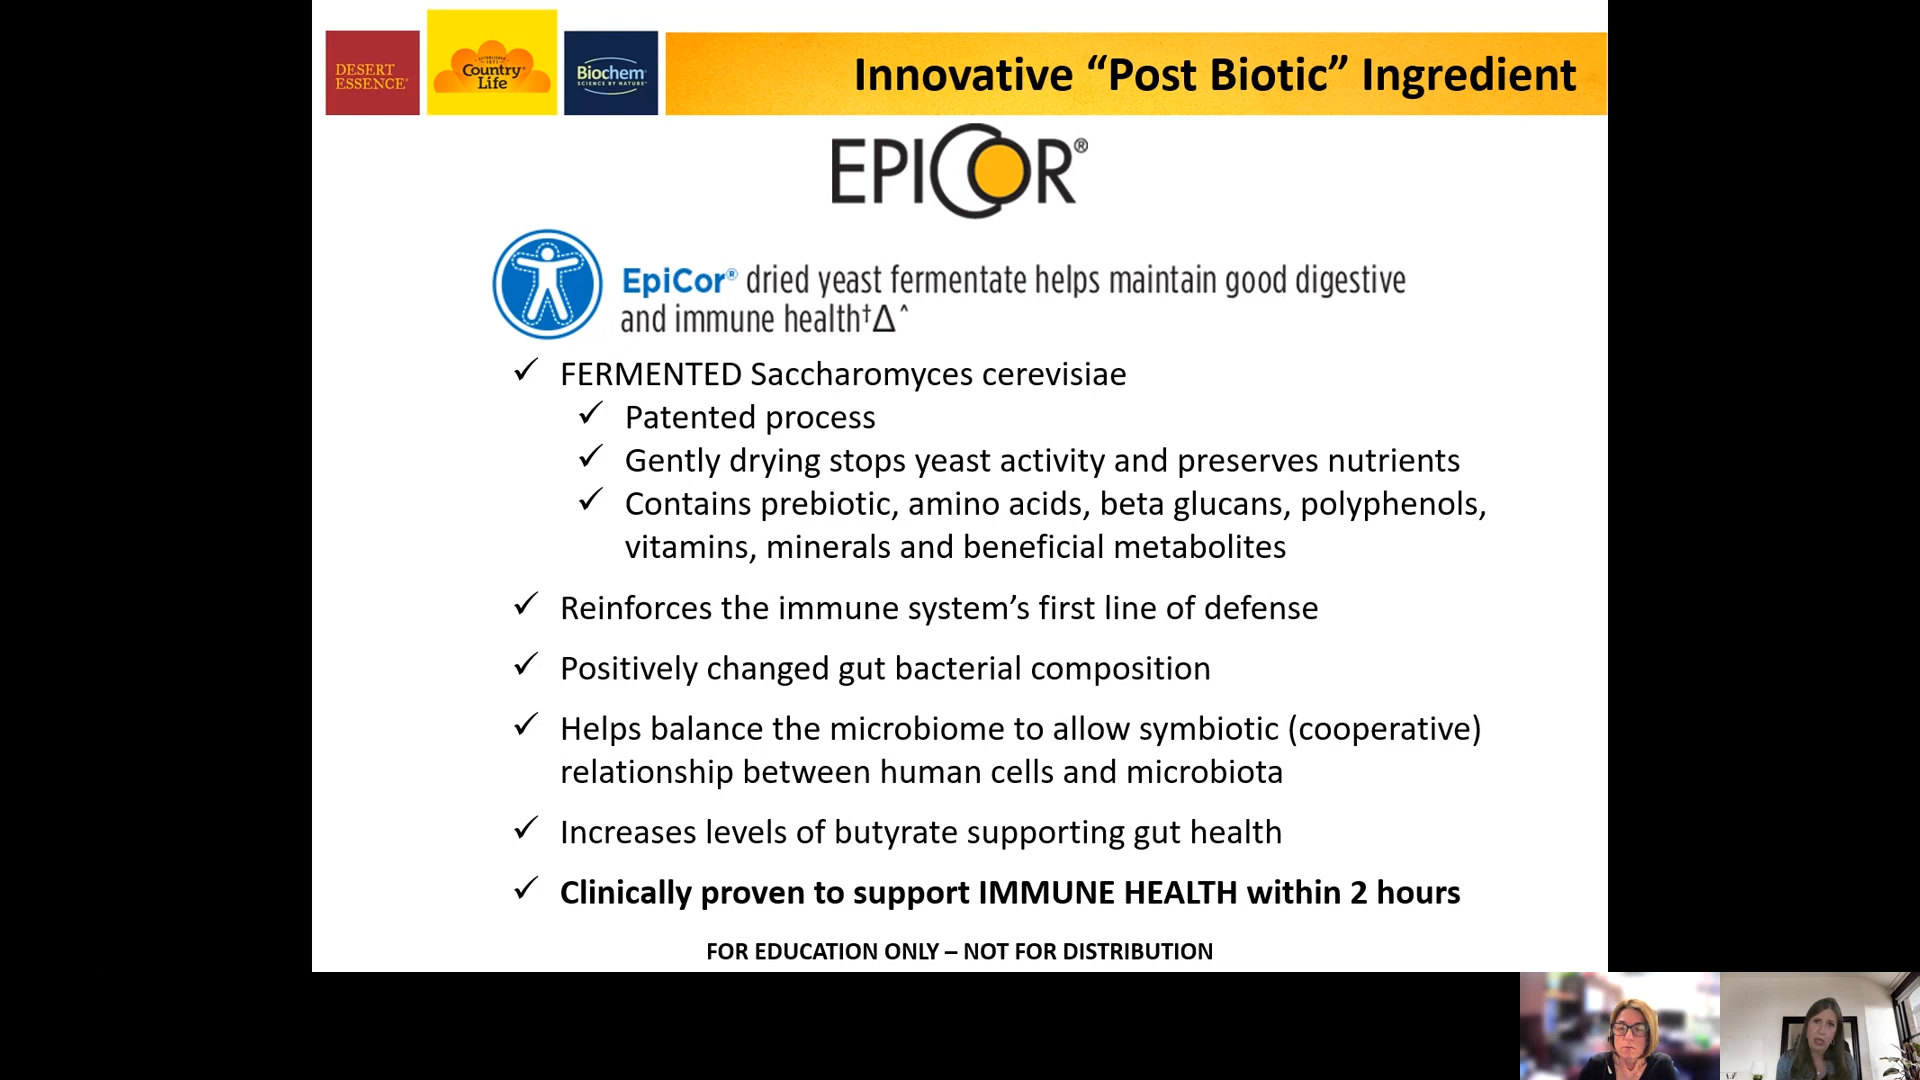 DESERT
ESSENCE®
ESTABLISHED
1971
Country
Life®
Biochem®
SCIENCE BY NATURE®
Innovative “Post Biotic” Ingredient
EPICOR®
EpiCor® dried yeast fermentate helps maintain good digestive
and immune health†Δ^
✓ FERMENTED Saccharomyces cerevisiae
✓ Patented process
✓ Gently drying stops yeast activity and preserves nutrients
✓ Contains prebiotic, amino acids, beta glucans, polyphenols,
vitamins, minerals and beneficial metabolites
✓ Reinforces the immune system’s first line of defense
✓ Positively changed gut bacterial composition
✓ Helps balance the microbiome to allow symbiotic (cooperative)
relationship between human cells and microbiota
✓ Increases levels of butyrate supporting gut health
✓ Clinically proven to support IMMUNE HEALTH within 2 hours
FOR EDUCATION ONLY – NOT FOR DISTRIBUTION